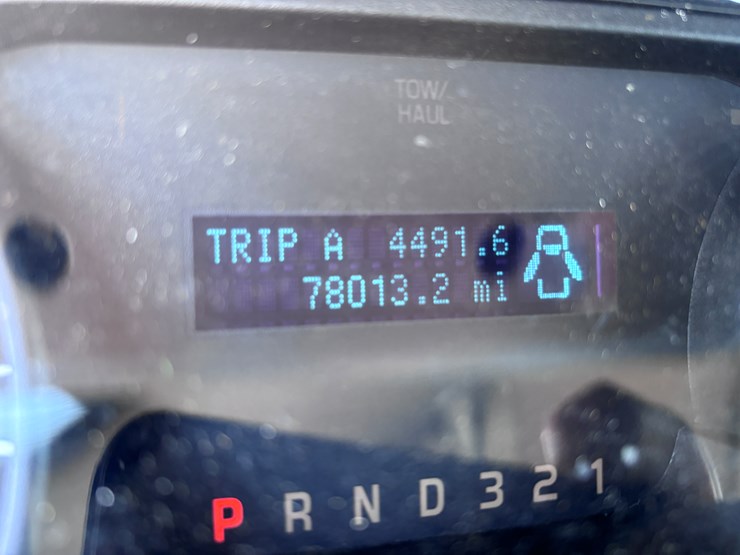 TOW/
HAUL
TRIP A 4491.6
78013.2 mi
P R N D 3 2 1